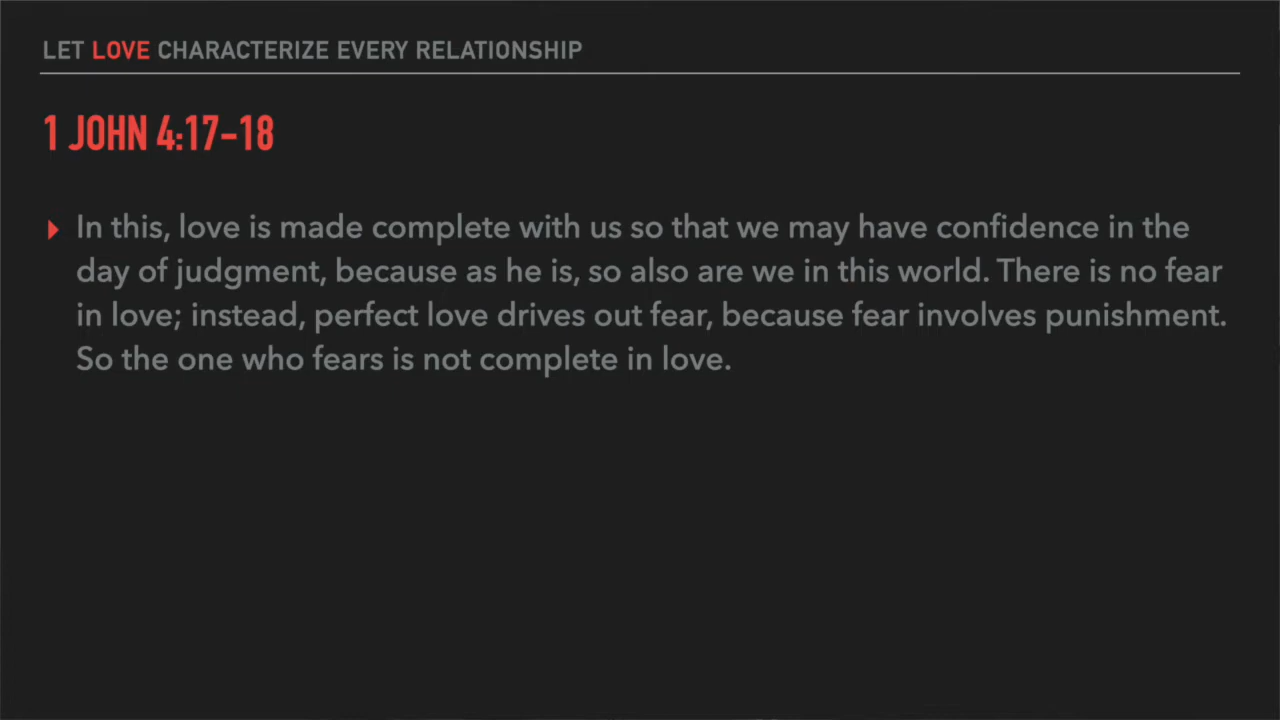 LET LOVE CHARACTERIZE EVERY RELATIONSHIP
1 JOHN 4:17-18
In this, love is made complete with us so that we may have confidence in the
day of judgment, because as he is, so also are we in this world. There is no fear
in love; instead, perfect love drives out fear, because fear involves punishment.
So the one who fears is not complete in love.